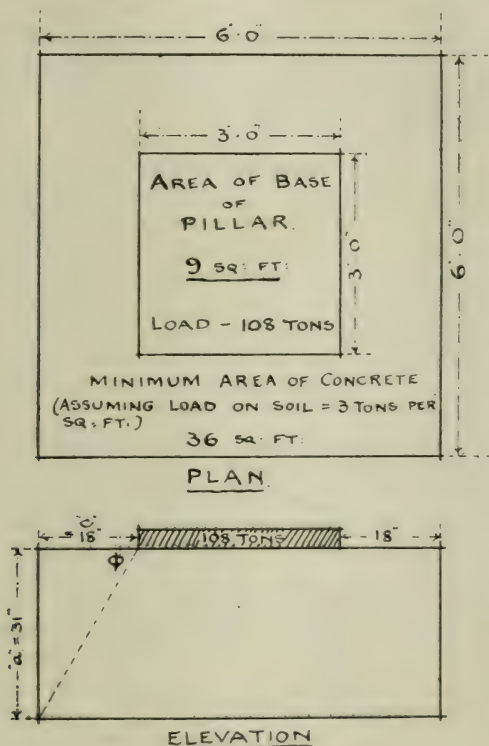 6'·0"
3'·0"
AREA OF BASE
OF
PILLAR.
9 SQ: FT:
LOAD - 108 TONS
3'·0"
6'·0"
MINIMUM AREA OF CONCRETE
(ASSUMING LOAD ON SOIL = 3 TONS PER
SQ: FT.)
36 SQ: FT:
PLAN.
"C"
= 18"
108 TONS
18"
Φ
"a" = 31"
ELEVATION